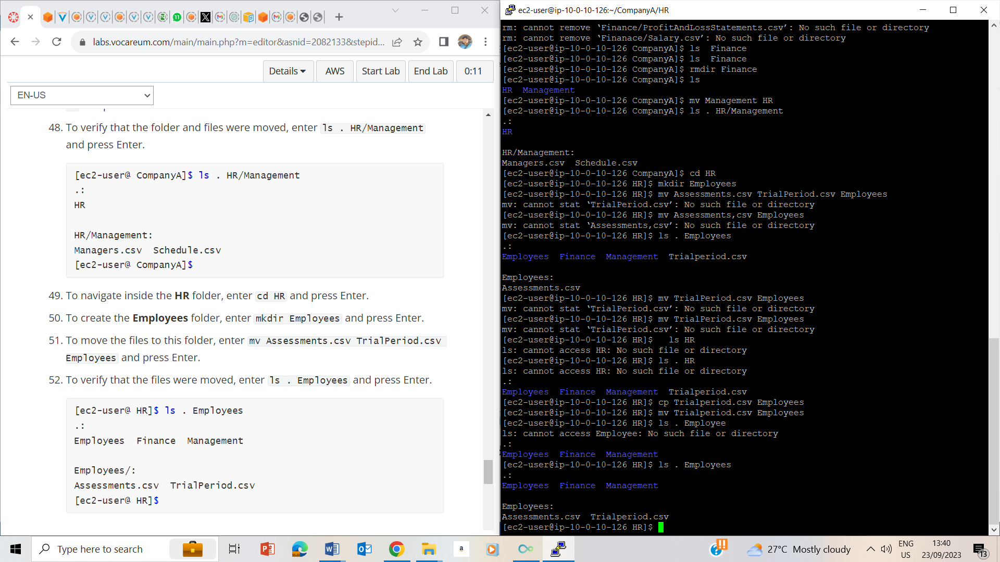 labs.vocareum.com/main/main.php?m=editor&asnid=2082133&stepid...
Details
AWS
Start Lab
End Lab
0:11
EN-US
48. To verify that the folder and files were moved, enter ls . HR/Management
and press Enter.
[ec2-user@ CompanyA]$ ls . HR/Management
.:
HR
HR/Management:
Managers.csv  Schedule.csv
[ec2-user@ CompanyA]$
49. To navigate inside the HR folder, enter cd HR and press Enter.
50. To create the Employees folder, enter mkdir Employees and press Enter.
51. To move the files to this folder, enter mv Assessments.csv TrialPeriod.csv
Employees and press Enter.
52. To verify that the files were moved, enter ls . Employees and press Enter.
[ec2-user@ HR]$ ls . Employees
.:
Employees  Finance  Management
Employees/:
Assessments.csv  TrialPeriod.csv
[ec2-user@ HR]$
ec2-user@ip-10-0-10-126:~/CompanyA/HR
rm: cannot remove ‘Finance/ProfitAndLossStatements.csv’: No such file or directory
rm: cannot remove ‘Finanace/Salary.csv’: No such file or directory
[ec2-user@ip-10-0-10-126 CompanyA]$ ls  Finance
[ec2-user@ip-10-0-10-126 CompanyA]$ ls  Finance
[ec2-user@ip-10-0-10-126 CompanyA]$ rmdir Finance
[ec2-user@ip-10-0-10-126 CompanyA]$ ls
HR  Management
[ec2-user@ip-10-0-10-126 CompanyA]$ mv Management HR
[ec2-user@ip-10-0-10-126 CompanyA]$ ls . HR/Management
.:
HR
HR/Management:
Managers.csv  Schedule.csv
[ec2-user@ip-10-0-10-126 CompanyA]$ cd HR
[ec2-user@ip-10-0-10-126 HR]$ mkdir Employees
[ec2-user@ip-10-0-10-126 HR]$ mv Assessments.csv TrialPeriod.csv Employees
mv: cannot stat ‘TrialPeriod.csv’: No such file or directory
[ec2-user@ip-10-0-10-126 HR]$ mv Assessments,csv Employees
mv: cannot stat ‘Assessments,csv’: No such file or directory
[ec2-user@ip-10-0-10-126 HR]$ ls . Employees
.:
Employees  Finance  Management  Trialperiod.csv
Employees:
Assessments.csv
[ec2-user@ip-10-0-10-126 HR]$ mv TrialPeriod.csv Employees
mv: cannot stat ‘TrialPeriod.csv’: No such file or directory
[ec2-user@ip-10-0-10-126 HR]$ mv TrialPeriod.csv Employees
mv: cannot stat ‘TrialPeriod.csv’: No such file or directory
[ec2-user@ip-10-0-10-126 HR]$   ls HR
ls: cannot access HR: No such file or directory
[ec2-user@ip-10-0-10-126 HR]$ ls . HR
ls: cannot access HR: No such file or directory
.:
Employees  Finance  Management  Trialperiod.csv
[ec2-user@ip-10-0-10-126 HR]$ cp Trialperiod.csv Employees
[ec2-user@ip-10-0-10-126 HR]$ mv Trialperiod.csv Employees
[ec2-user@ip-10-0-10-126 HR]$ ls . Employee
ls: cannot access Employee: No such file or directory
.:
Employees  Finance  Management
[ec2-user@ip-10-0-10-126 HR]$ ls . Employees
.:
Employees  Finance  Management
Employees:
Assessments.csv  Trialperiod.csv
[ec2-user@ip-10-0-10-126 HR]$
Type here to search
27°C  Mostly cloudy
ENG
US
13:40
23/09/2023
13